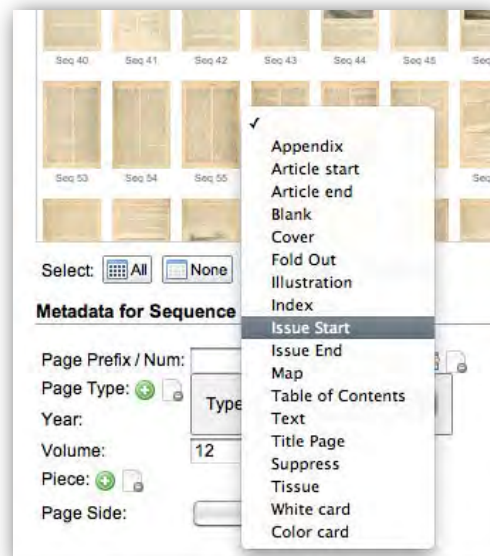 Seq 40 Seq 41 Seq 42 Seq 43 Seq 44 Seq 45 Seq
Seq 53 Seq 54 Seq 55 Seq
✓
Appendix
Article start
Article end
Blank
Cover
Fold Out
Illustration
Index
Issue Start
Issue End
Map
Table of Contents
Text
Title Page
Suppress
Tissue
White card
Color card
Select: All None
Metadata for Sequence
Page Prefix / Num:
Page Type:
Type
Year:
Volume: 12
Piece:
Page Side: